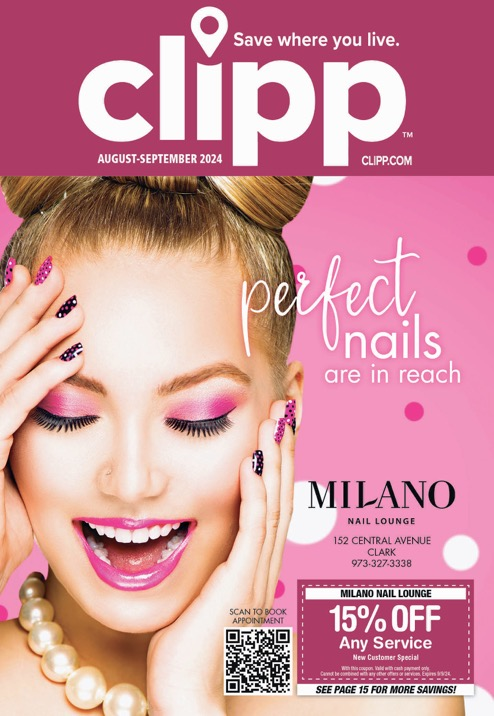 Save where you live.
clipp™
AUGUST-SEPTEMBER 2024
CLIPP.COM
perfect
nails
are in reach
MILANO
NAIL LOUNGE
152 CENTRAL AVENUE
CLARK
973-327-3338
SCAN TO BOOK
APPOINTMENT
MILANO NAIL LOUNGE
15% OFF
Any Service
New Customer Special
With this coupon. Valid with cash payment only.
Cannot be combined with any other offers or services. Expires 9/9/24.
SEE PAGE 15 FOR MORE SAVINGS!